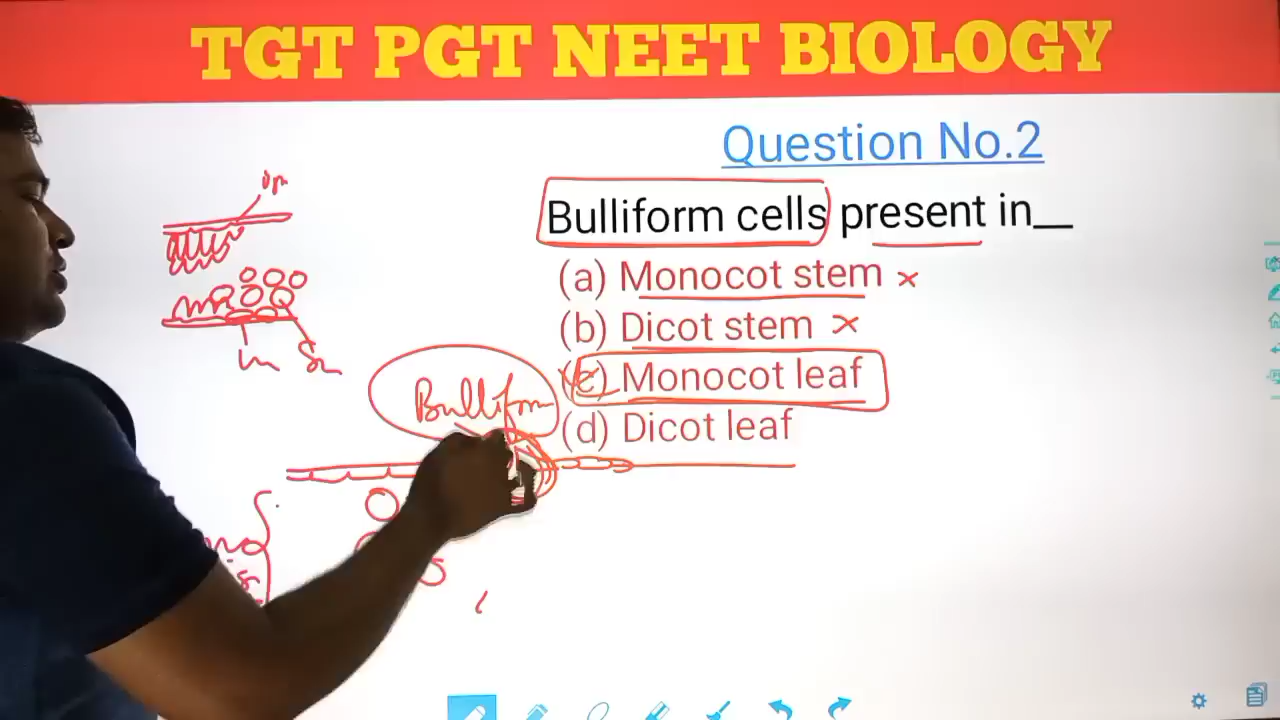 TGT PGT NEET BIOLOGY
Question No.2
Bulliform cells present in__
(a) Monocot stem ×
(b) Dicot stem ×
(c) Monocot leaf
(d) Dicot leaf
Bulliform